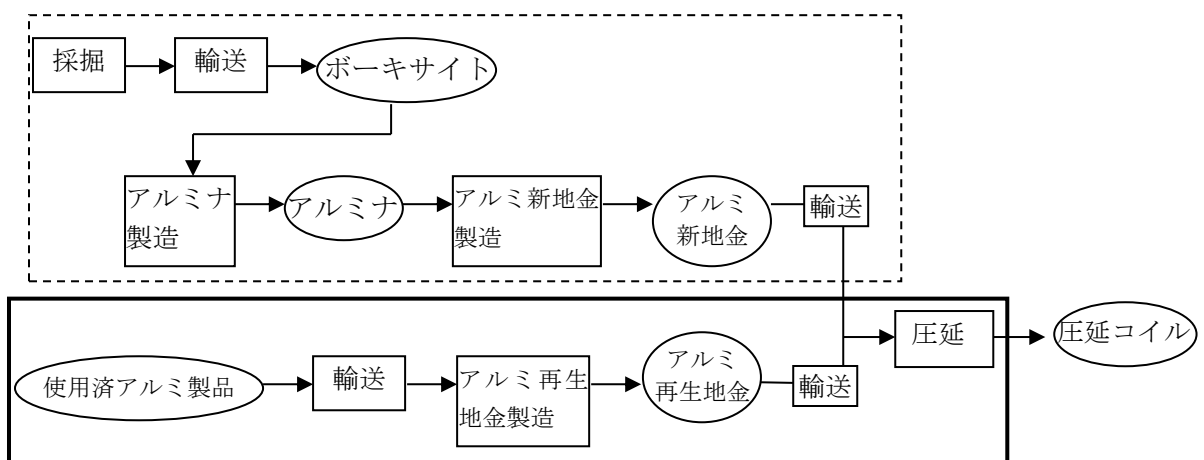 採掘
輸送
ボーキサイト
アルミナ
製造
アルミナ
アルミ新地金
製造
アルミ
新地金
輸送
使用済アルミ製品
輸送
アルミ再生
地金製造
アルミ
再生地金
輸送
圧延
圧延コイル